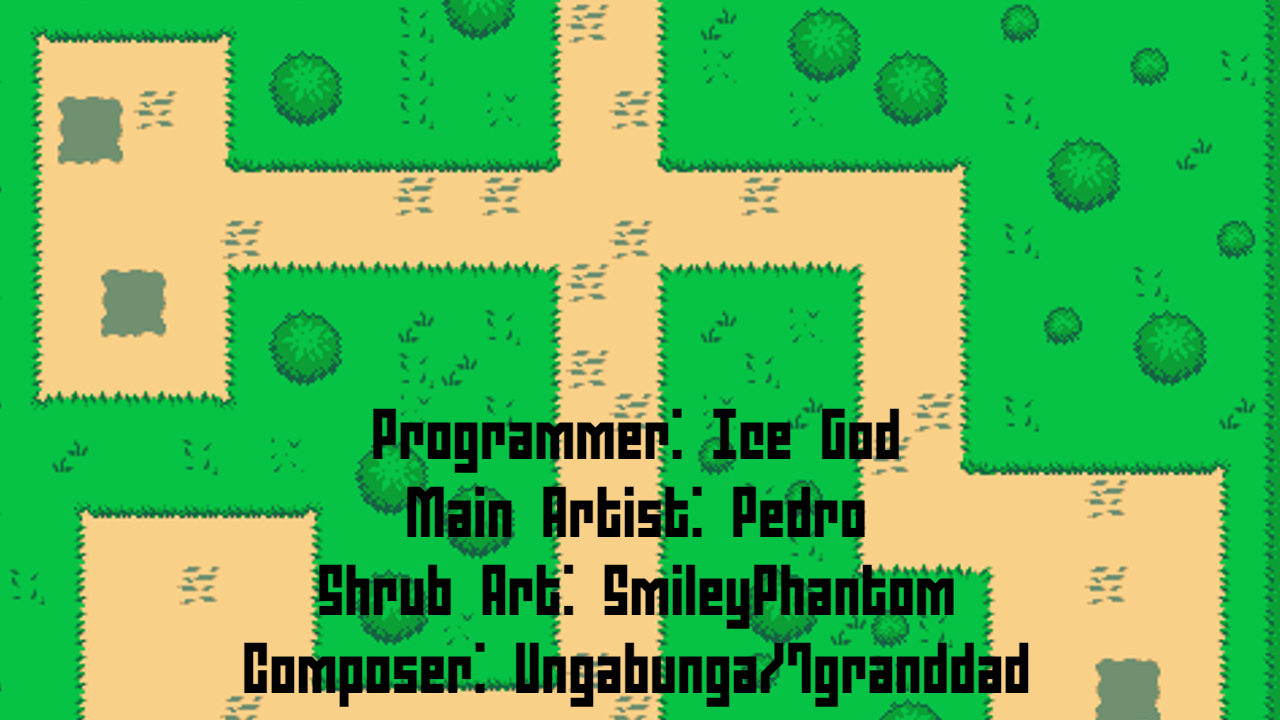 Programmer: Ice God
Main Artist: Pedro
Shrub Art: SmileyPhantom
Composer: Ungabunga/7granddad